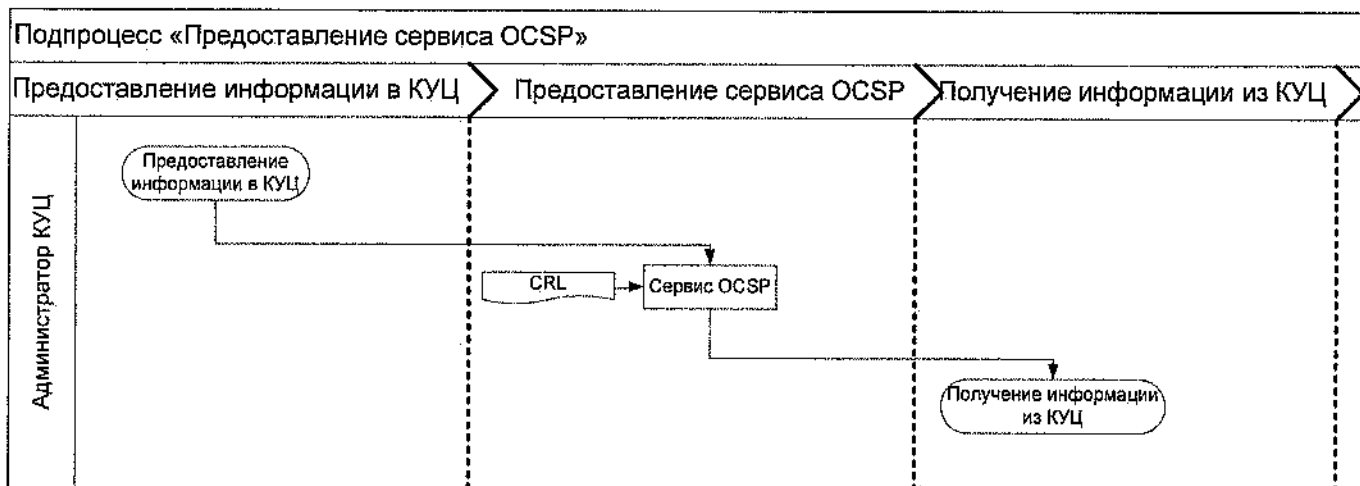 Подпроцесс «Предоставление сервиса OCSP»
Предоставление информации в КУЦ
Предоставление сервиса OCSP
Получение информации из КУЦ
Администратор КУЦ
Предоставление
информации в КУЦ
CRL
Сервис OCSP
Получение информации
из КУЦ